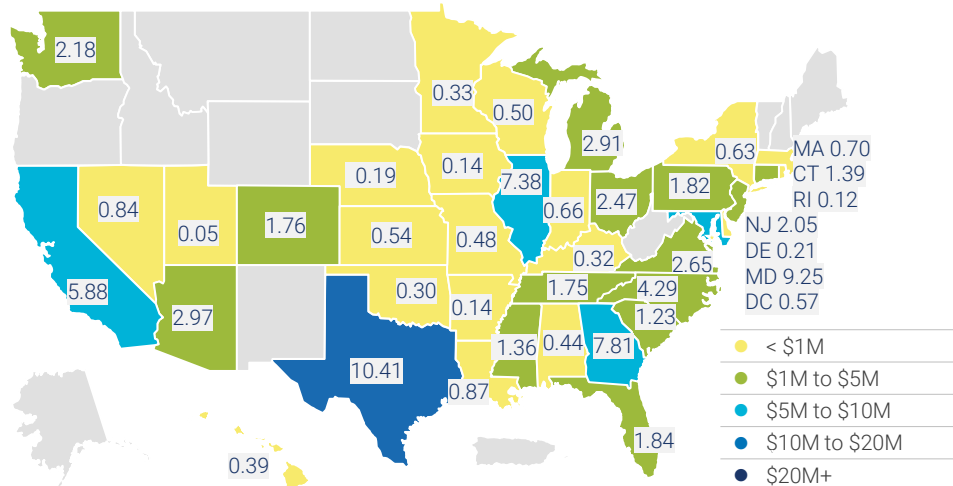 2.18
0.33
0.50
2.91
0.63
MA 0.70
CT 1.39
RI 0.12
0.19
0.14
7.38
0.66
2.47
1.82
NJ 2.05
DE 0.21
MD 9.25
DC 0.57
0.84
0.05
1.76
0.54
0.48
0.32
2.65
5.88
2.97
0.30
0.14
1.75
4.29
1.23
10.41
0.87
1.36
0.44
7.81
1.84
0.39
< $1M
$1M to $5M
$5M to $10M
$10M to $20M
$20M+